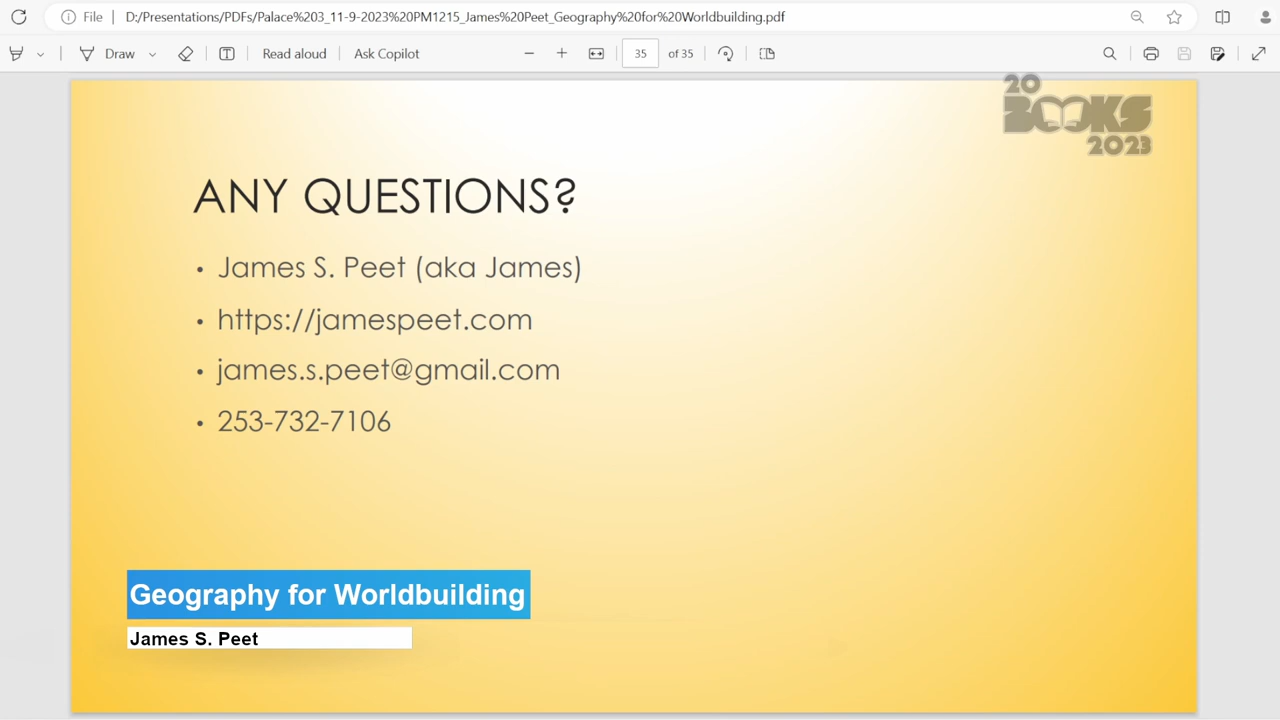 File
D:/Presentations/PDFs/Palace%203_11-9-2023%20PM1215_James%20Peet_Geography%20for%20Worldbuilding.pdf
Draw
Read aloud
Ask Copilot
35
of 35
20
BOOKS
2023
ANY QUESTIONS?
• James S. Peet (aka James)
• https://jamespeet.com
• james.s.peet@gmail.com
• 253-732-7106
Geography for Worldbuilding
James S. Peet